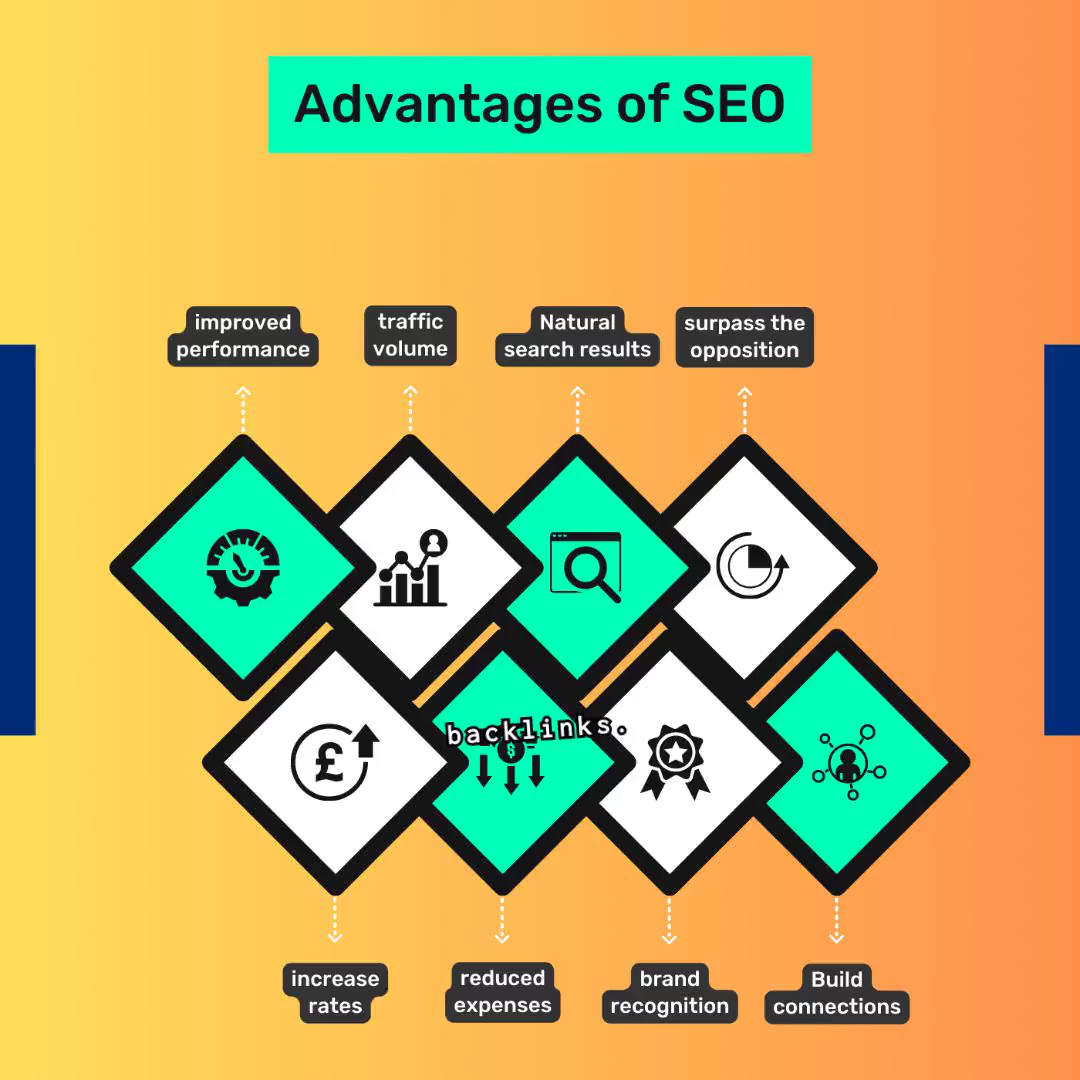 Advantages of SEO
improved
performance
traffic
volume
Natural
search results
surpass the
opposition
£
backlinks.
$
increase
rates
reduced
expenses
brand
recognition
Build
connections